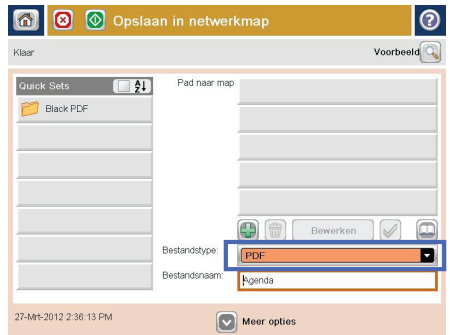 Opslaan in netwerkmap
?
Klaar
Voorbeeld
Quick Sets
Pad naar map
Black PDF
Bewerken
Bestandstype:
PDF
Bestandsnaam:
Agenda
27-Mrt-2012 2:36:13 PM
Meer opties